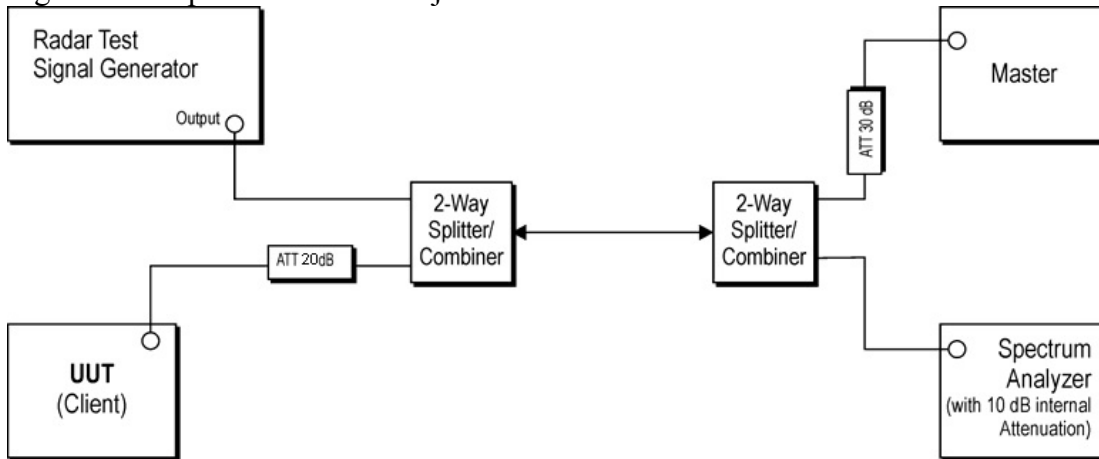 Radar Test
Signal Generator
Output
ATT 30 dB
Master
2-Way
Splitter/
Combiner
2-Way
Splitter/
Combiner
ATT 20dB
UUT
(Client)
Spectrum
Analyzer
(with 10 dB internal
Attenuation)